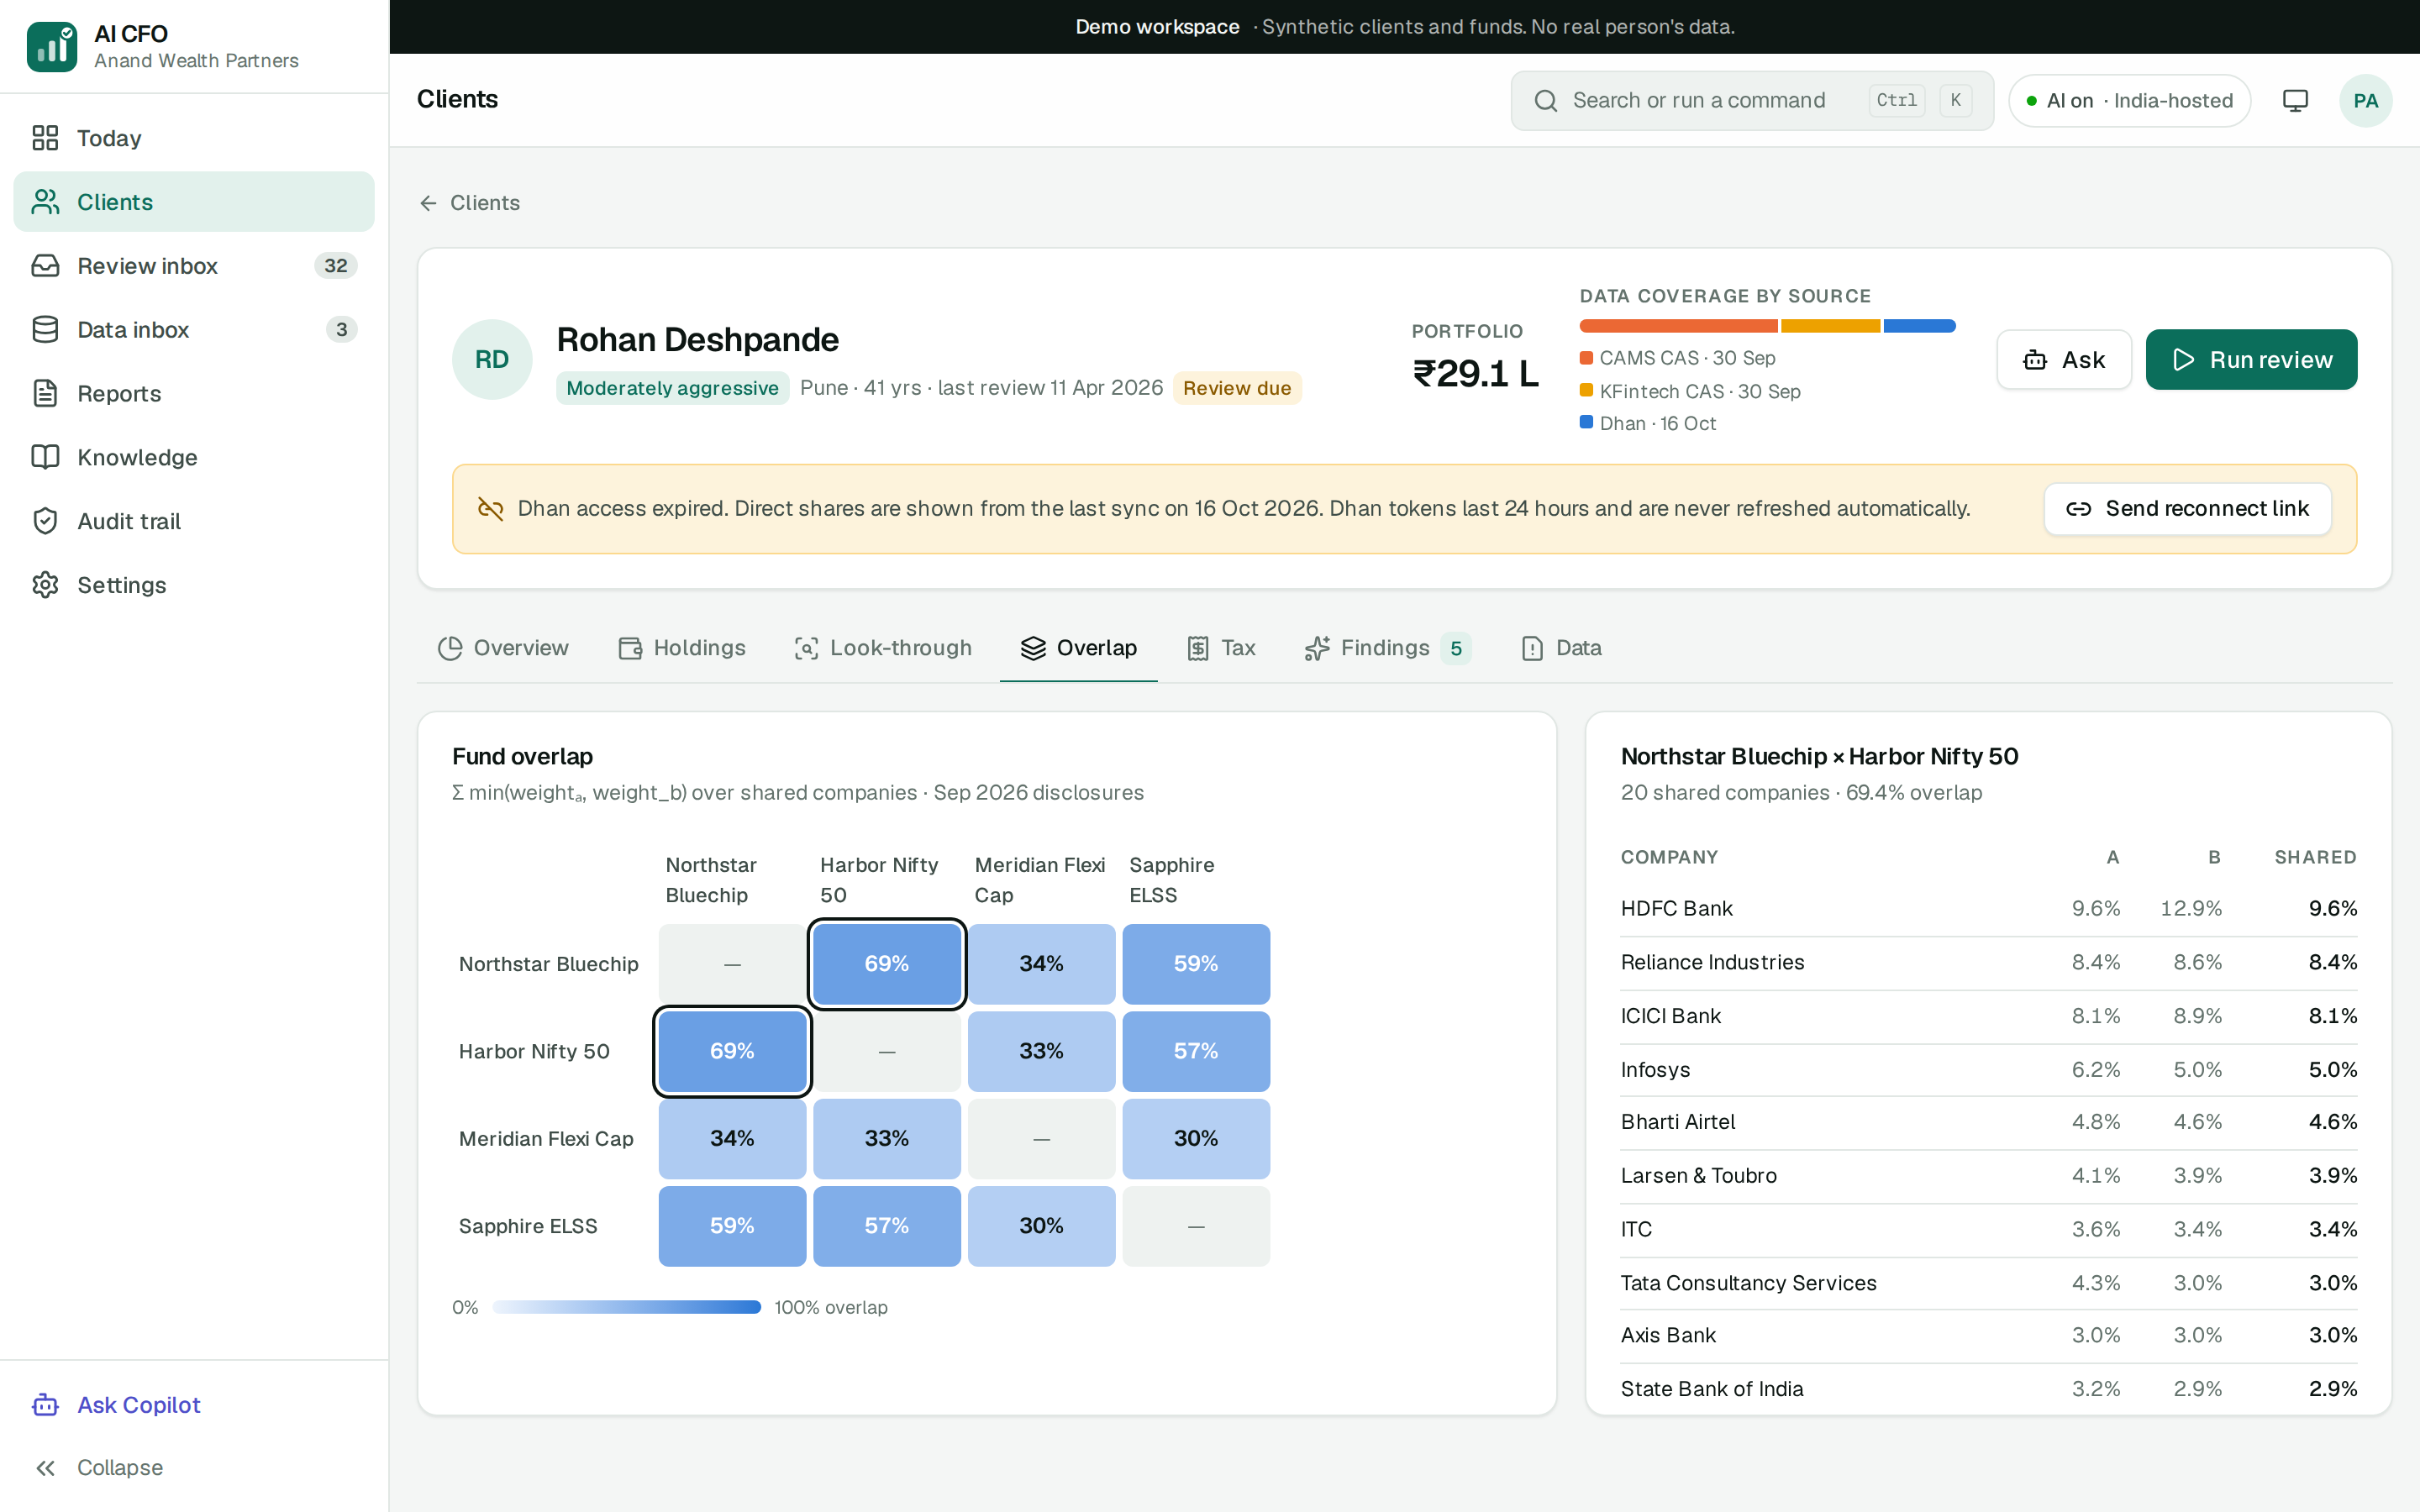 AI CFO
Anand Wealth Partners
Today
Clients
Review inbox 32
Data inbox 3
Reports
Knowledge
Audit trail
Settings
Ask Copilot
Collapse
Demo workspace · Synthetic clients and funds. No real person's data.
Clients
Search or run a command Ctrl K
AI on · India-hosted
PA
Clients
RD
Rohan Deshpande
Moderately aggressive Pune · 41 yrs · last review 11 Apr 2026 Review due
PORTFOLIO
₹29.1 L
DATA COVERAGE BY SOURCE
CAMS CAS · 30 Sep
KFintech CAS · 30 Sep
Dhan · 16 Oct
Ask
Run review
Dhan access expired. Direct shares are shown from the last sync on 16 Oct 2026. Dhan tokens last 24 hours and are never refreshed automatically.
Send reconnect link
Overview Holdings Look-through Overlap Tax Findings 5 Data
Fund overlap
Σ min(weightₐ, weight_b) over shared companies · Sep 2026 disclosures
Northstar Bluechip
Harbor Nifty 50
Meridian Flexi Cap
Sapphire ELSS
Northstar Bluechip — 69% 34% 59%
Harbor Nifty 50 69% — 33% 57%
Meridian Flexi Cap 34% 33% — 30%
Sapphire ELSS 59% 57% 30% —
0% 100% overlap
Northstar Bluechip × Harbor Nifty 50
20 shared companies · 69.4% overlap
COMPANY A B SHARED
HDFC Bank 9.6% 12.9% 9.6%
Reliance Industries 8.4% 8.6% 8.4%
ICICI Bank 8.1% 8.9% 8.1%
Infosys 6.2% 5.0% 5.0%
Bharti Airtel 4.8% 4.6% 4.6%
Larsen & Toubro 4.1% 3.9% 3.9%
ITC 3.6% 3.4% 3.4%
Tata Consultancy Services 4.3% 3.0% 3.0%
Axis Bank 3.0% 3.0% 3.0%
State Bank of India 3.2% 2.9% 2.9%